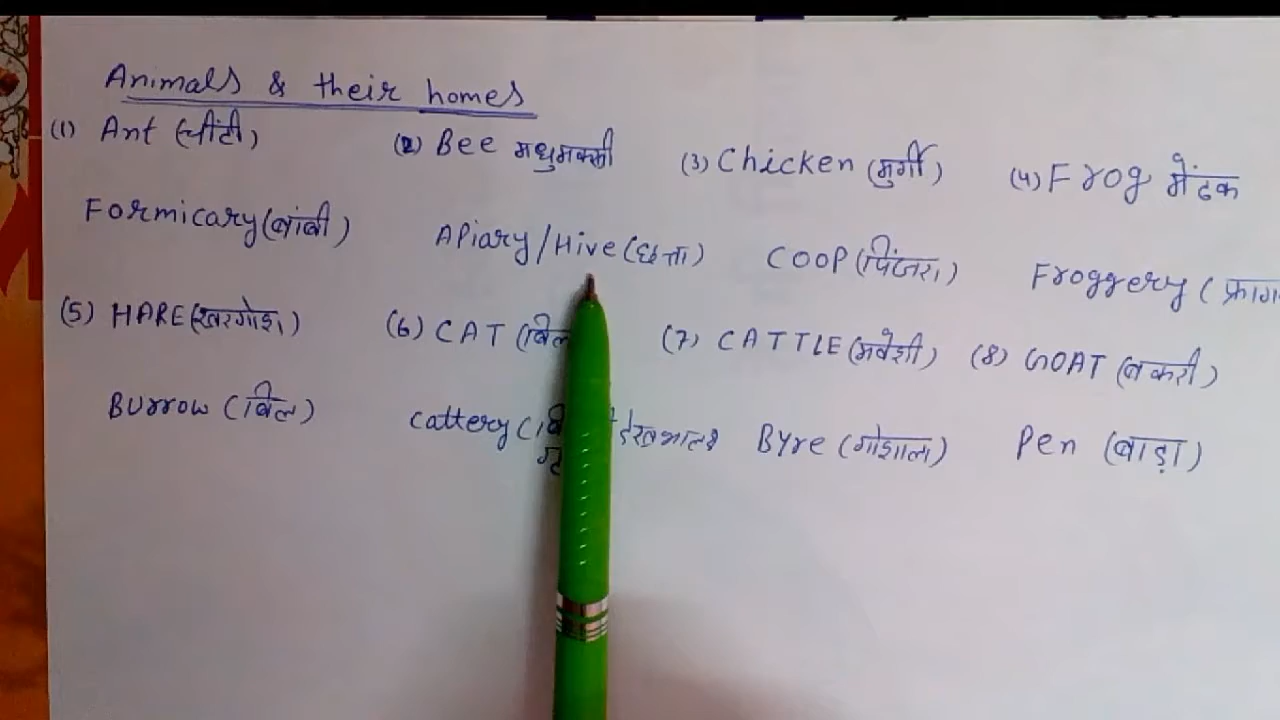 Animals & their homes
(1) Ant (चींटी) (2) Bee मधुमक्खी (3) Chicken (मुर्गी) (4) Frog मेंढक
Formicary (बांबी) Apiary/Hive (छत्ता) COOP (पिंजरा) Froggery (
(5) HARE (खरगोश) (6) CAT ( (7) CATTLE (मवेशी) (8) GOAT (बकरी)
Burrow (बिल) Cattery ( देखभाल Byre (गोशाला) Pen (बाड़ा)